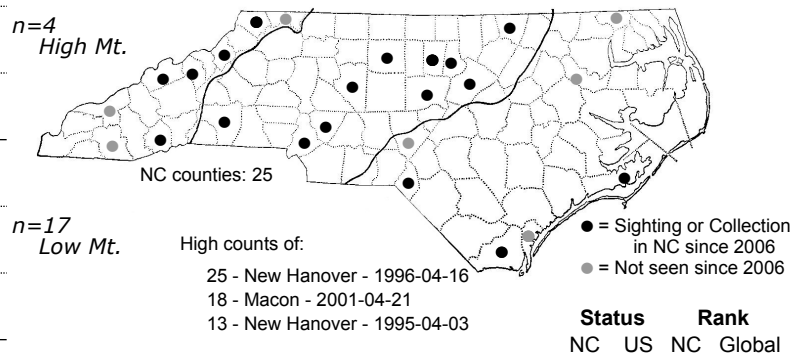 n=4
High Mt.
NC counties: 25
n=17
Low Mt.
High counts of:
25 - New Hanover - 1996-04-16
18 - Macon - 2001-04-21
13 - New Hanover - 1995-04-03
= Sighting or Collection
in NC since 2006
= Not seen since 2006
Status Rank
NC US NC Global